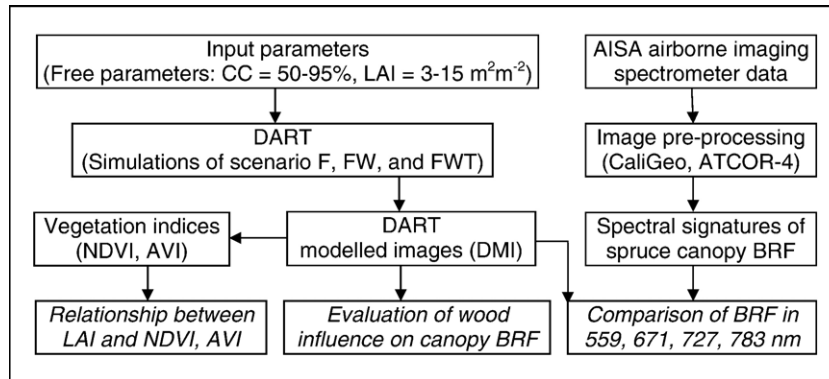 Input parameters
(Free parameters: CC = 50-95%, LAI = 3-15 m²m⁻²)
AISA airborne imaging
spectrometer data
DART
(Simulations of scenario F, FW, and FWT)
Image pre-processing
(CaliGeo, ATCOR-4)
Vegetation indices
(NDVI, AVI)
DART
modelled images (DMI)
Spectral signatures of
spruce canopy BRF
Relationship between
LAI and NDVI, AVI
Evaluation of wood
influence on canopy BRF
Comparison of BRF in
559, 671, 727, 783 nm